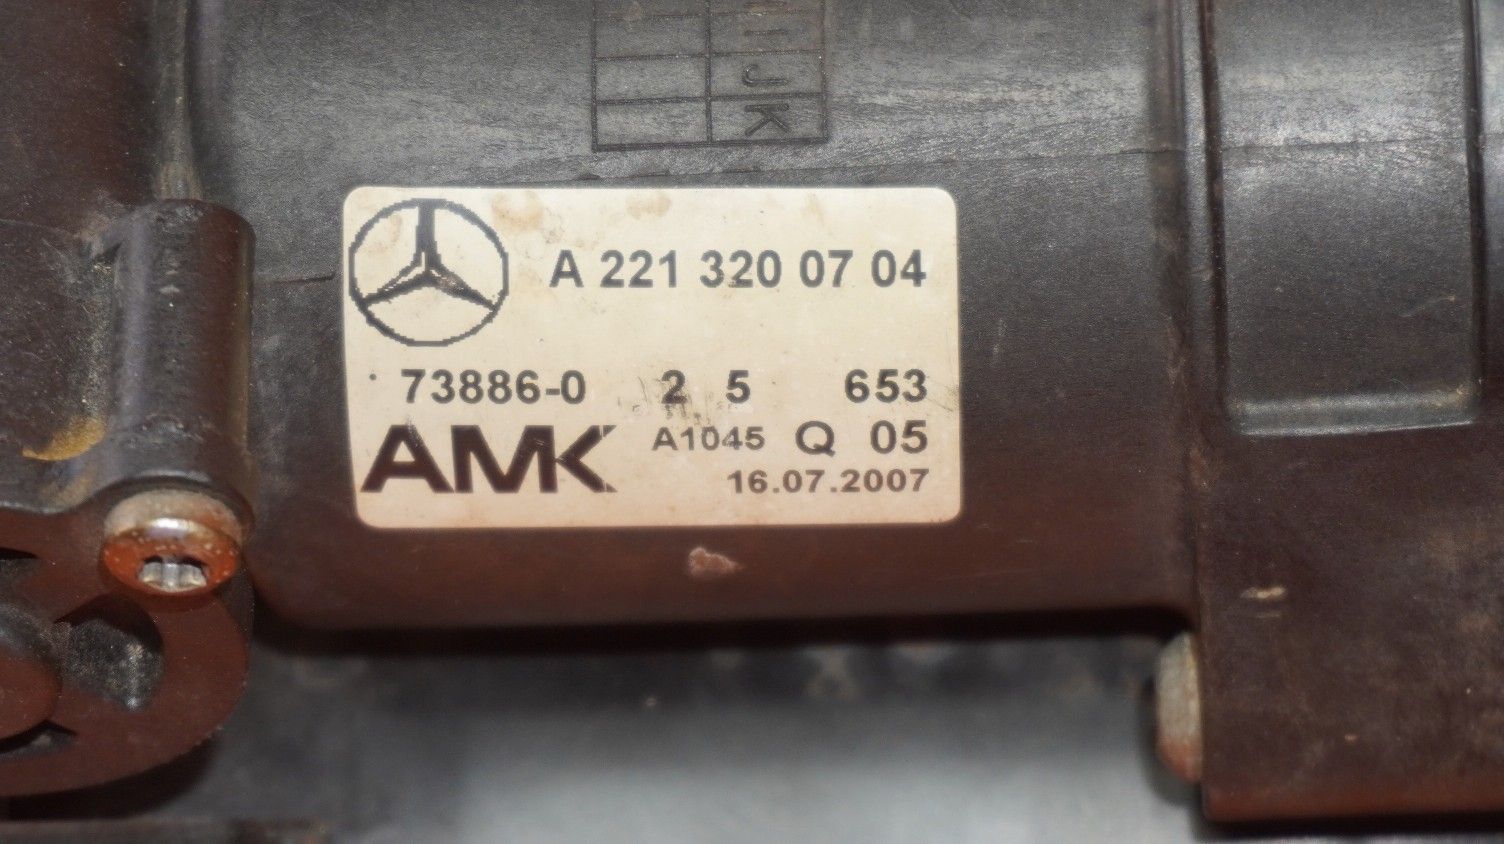 J
K
A 221 320 07 04
73886-0 2 5 653
AMK A1045 Q 05
16.07.2007